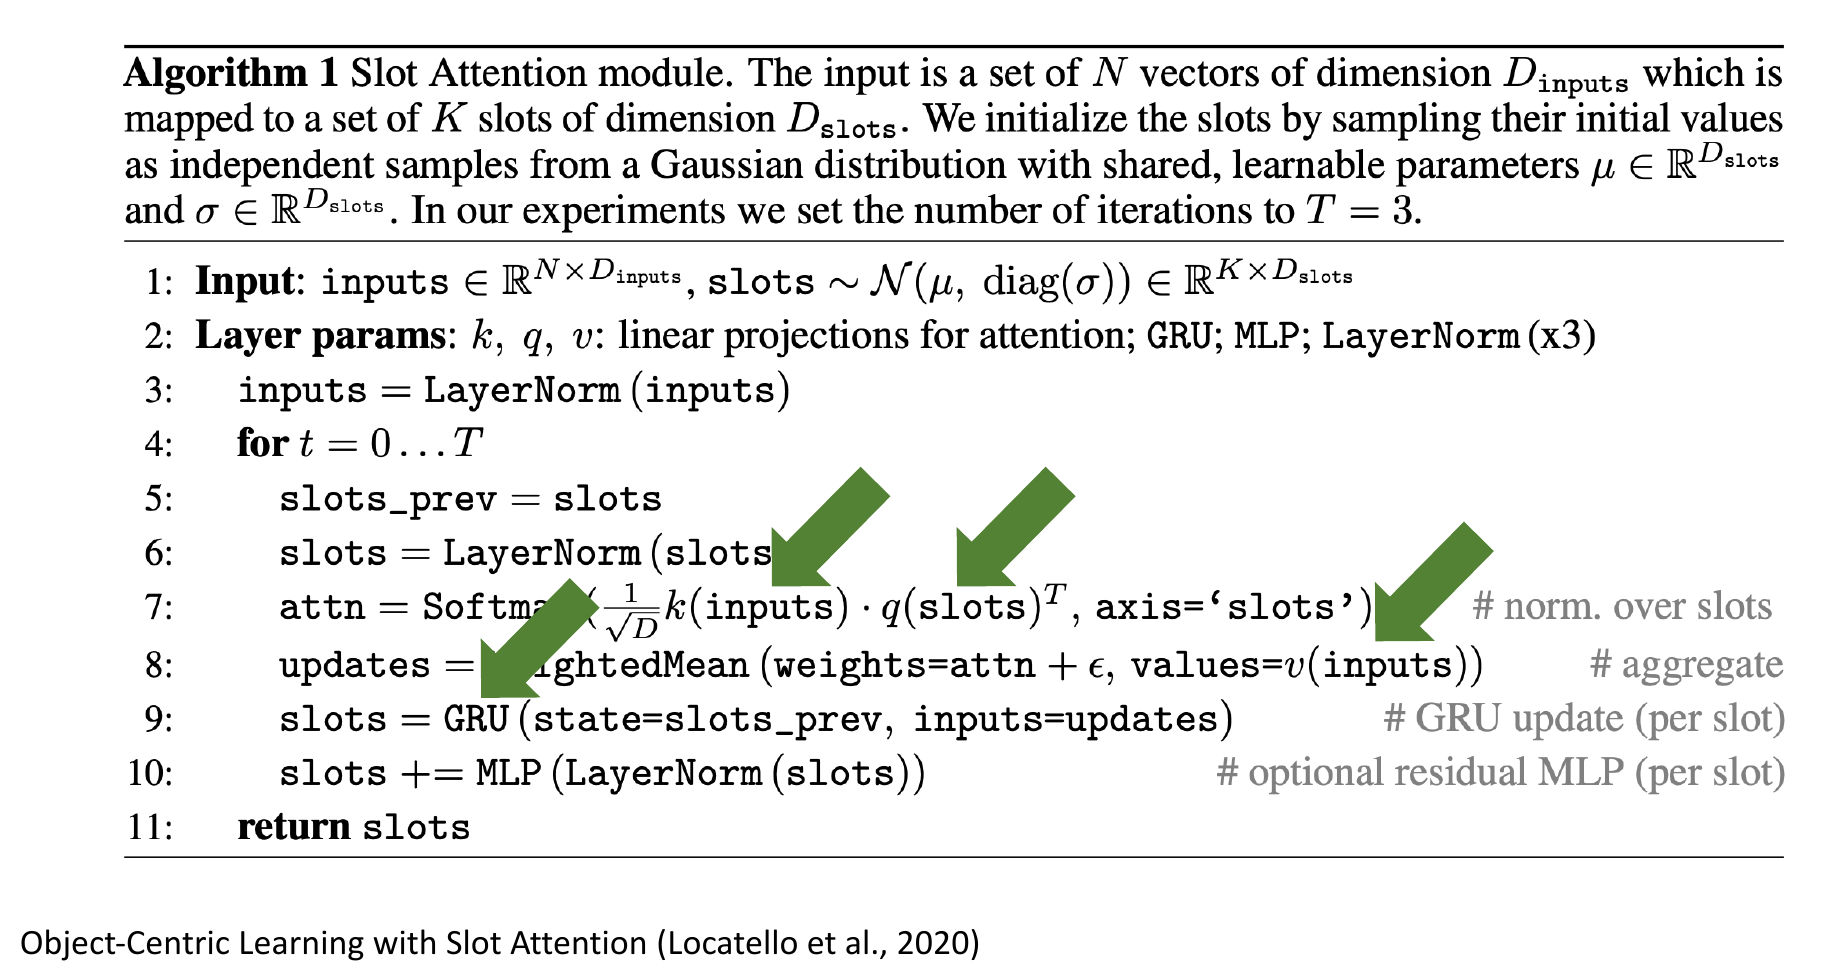 Algorithm 1 Slot Attention module. The input is a set of N vectors of dimension D_inputs which is
mapped to a set of K slots of dimension D_slots. We initialize the slots by sampling their initial values
as independent samples from a Gaussian distribution with shared, learnable parameters μ ∈ ℝ^{D_slots}
and σ ∈ ℝ^{D_slots}. In our experiments we set the number of iterations to T = 3.
1: Input: inputs ∈ ℝ^{N×D_inputs}, slots ∼ 𝒩(μ, diag(σ)) ∈ ℝ^{K×D_slots}
2: Layer params: k, q, v: linear projections for attention; GRU; MLP; LayerNorm(x3)
3: inputs = LayerNorm(inputs)
4: for t = 0…T
5: slots_prev = slots
6: slots = LayerNorm(slots
7: attn = Softma(1/√D k(inputs) · q(slots)^T, axis=‘slots’) # norm. over slots
8: updates = ightedMean(weights=attn + ϵ, values=v(inputs)) # aggregate
9: slots = GRU(state=slots_prev, inputs=updates) # GRU update (per slot)
10: slots += MLP(LayerNorm(slots)) # optional residual MLP (per slot)
11: return slots
Object-Centric Learning with Slot Attention (Locatello et al., 2020)